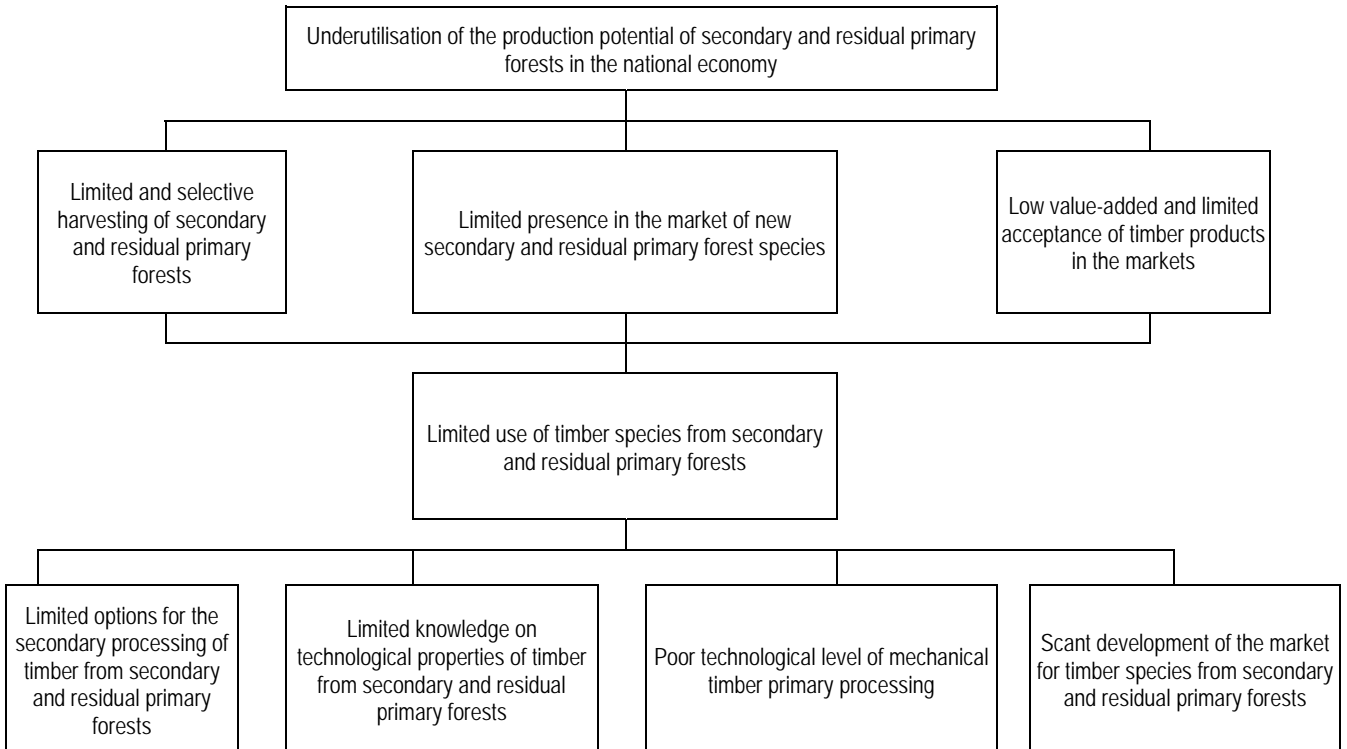 Underutilisation of the production potential of secondary and residual primary
forests in the national economy
Limited and selective
harvesting of secondary
and residual primary
forests
Limited presence in the market of new
secondary and residual primary forest species
Low value-added and limited
acceptance of timber products
in the markets
Limited use of timber species from secondary
and residual primary forests
Limited options for the
secondary processing of
timber from secondary
and residual primary
forests
Limited knowledge on
technological properties of timber
from secondary and residual
primary forests
Poor technological level of mechanical
timber primary processing
Scant development of the market
for timber species from secondary
and residual primary forests